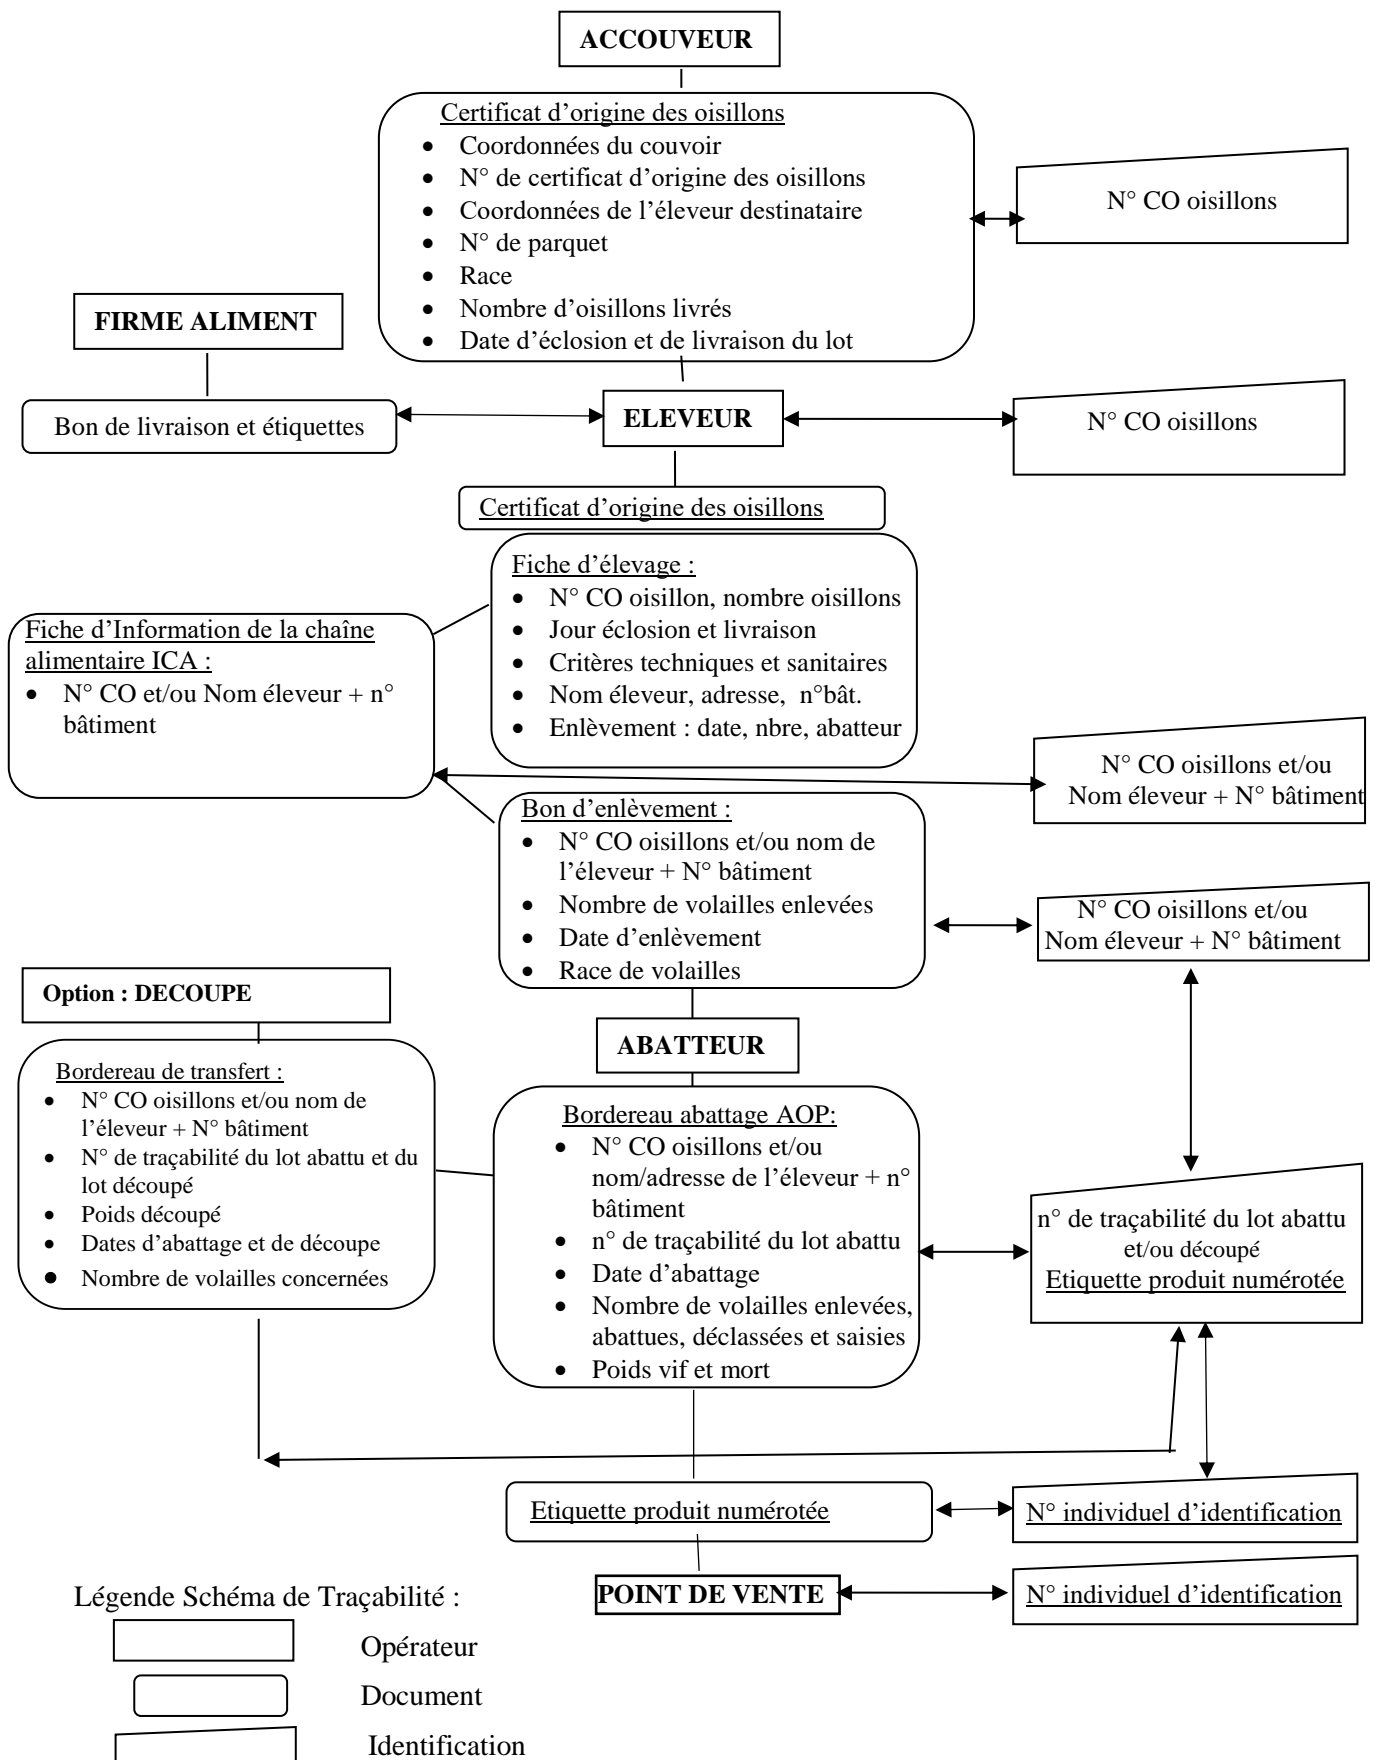 ACCOUVEUR
Certificat d'origine des oisillons
• Coordonnées du couvoir
• N° de certificat d'origine des oisillons
• Coordonnées de l'éleveur destinataire
• N° de parquet
• Race
• Nombre d'oisillons livrés
• Date d'éclosion et de livraison du lot
N° CO oisillons
FIRME ALIMENT
Bon de livraison et étiquettes
ELEVEUR
N° CO oisillons
Certificat d'origine des oisillons
Fiche d'élevage :
• N° CO oisillon, nombre oisillons
• Jour éclosion et livraison
• Critères techniques et sanitaires
• Nom éleveur, adresse, n°bât.
• Enlèvement : date, nbre, abatteur
Fiche d'Information de la chaîne
alimentaire ICA :
• N° CO et/ou Nom éleveur + n°
bâtiment
N° CO oisillons et/ou
Nom éleveur + N° bâtiment
Bon d'enlèvement :
• N° CO oisillons et/ou nom de
l'éleveur + N° bâtiment
• Nombre de volailles enlevées
• Date d'enlèvement
• Race de volailles
N° CO oisillons et/ou
Nom éleveur + N° bâtiment
Option : DECOUPE
Bordereau de transfert :
• N° CO oisillons et/ou nom de
l'éleveur + N° bâtiment
• N° de traçabilité du lot abattu et du
lot découpé
• Poids découpé
• Dates d'abattage et de découpe
• Nombre de volailles concernées
ABATTEUR
Bordereau abattage AOP:
• N° CO oisillons et/ou
nom/adresse de l'éleveur + n°
bâtiment
• n° de traçabilité du lot abattu
• Date d'abattage
• Nombre de volailles enlevées,
abattues, déclassées et saisies
• Poids vif et mort
n° de traçabilité du lot abattu
et/ou découpé
Etiquette produit numérotée
Etiquette produit numérotée
N° individuel d'identification
POINT DE VENTE
N° individuel d'identification
Légende Schéma de Traçabilité :
Opérateur
Document
Identification